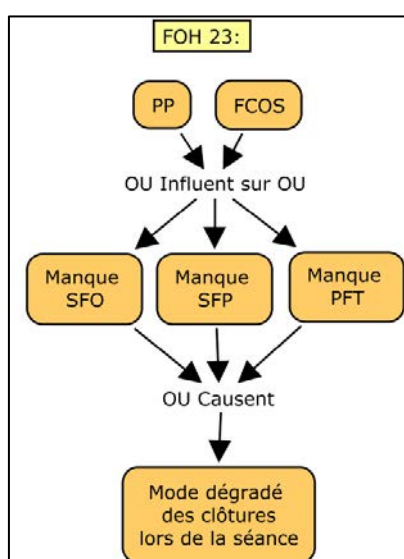 FOH 23:
PP
FCOS
OU Influent sur OU
Manque
SFO
Manque
SFP
Manque
PFT
OU Causent
Mode dégradé
des clôtures
lors de la séance